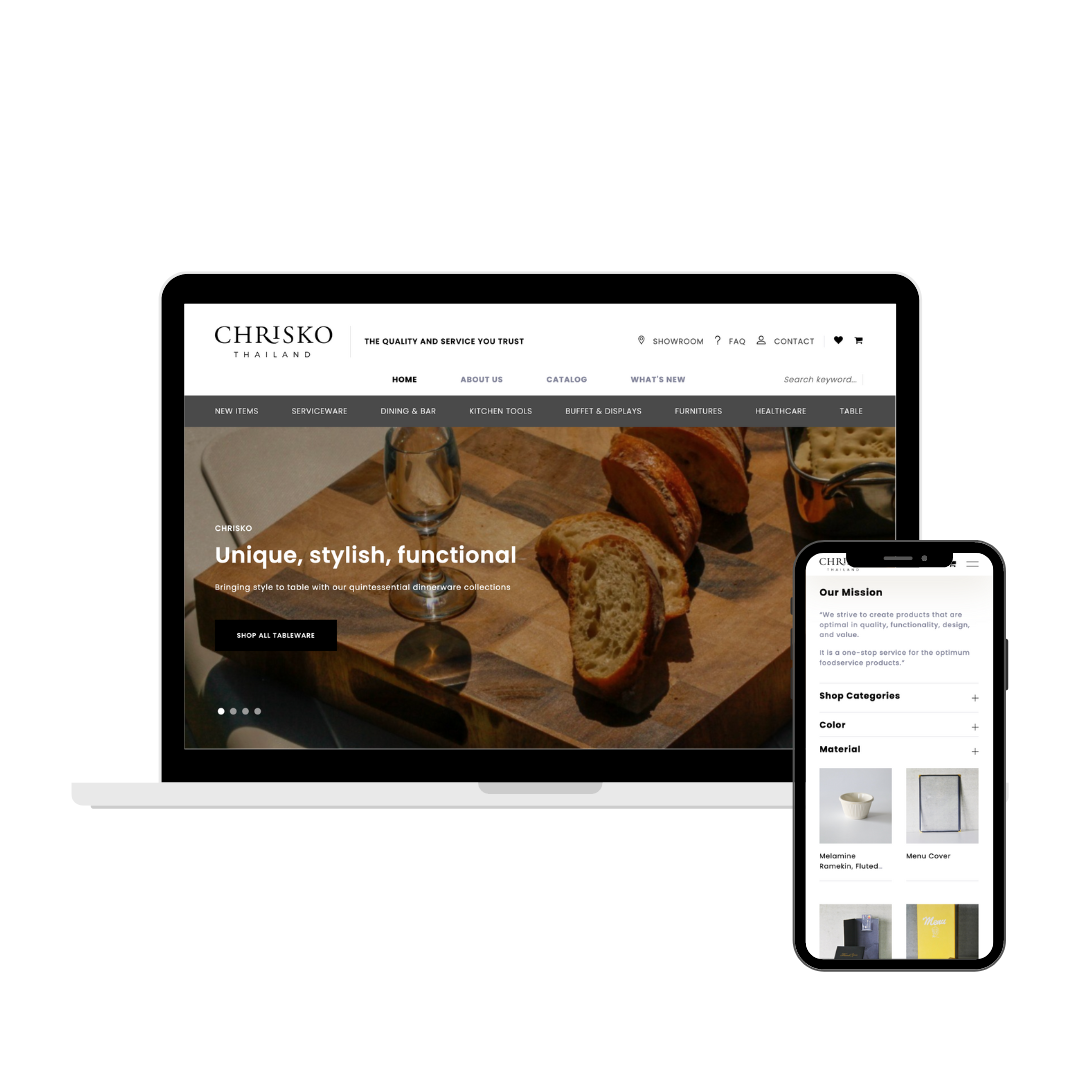 CHRISKO
THAILAND
THE QUALITY AND SERVICE YOU TRUST
SHOWROOM
FAQ
CONTACT
HOME
ABOUT US
CATALOG
WHAT'S NEW
Search keyword...
NEW ITEMS
SERVICEWARE
DINING & BAR
KITCHEN TOOLS
BUFFET & DISPLAYS
FURNITURES
HEALTHCARE
TABLE
CHRISKO
Unique, stylish, functional
Bringing style to table with our quintessential dinnerware collections
SHOP ALL TABLEWARE
CHRI
THAILAND
Our Mission
"We strive to create products that are
optimal in quality, functionality, design,
and value.
It is a one-stop service for the optimum
foodservice products."
Shop Categories
Color
Material
Melamine
Ramekin, Fluted...
Menu Cover
Menu